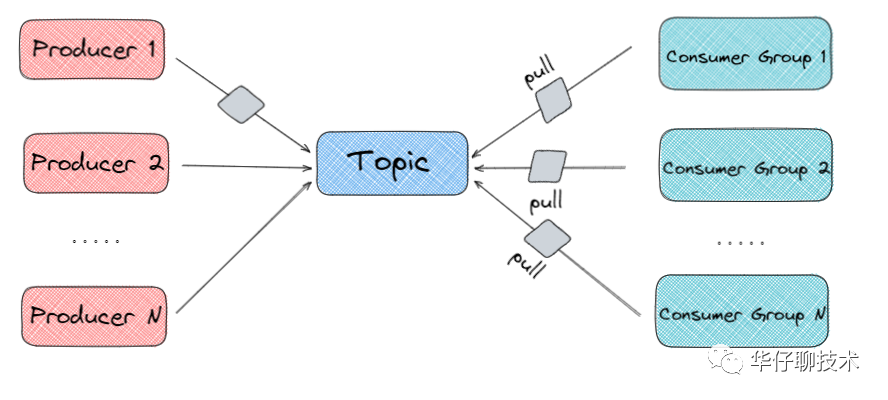 Producer 1
Producer 2
.....
Producer N
Topic
pull
pull
pull
Consumer Group 1
Consumer Group 2
.....
Consumer Group N
华仔聊技术